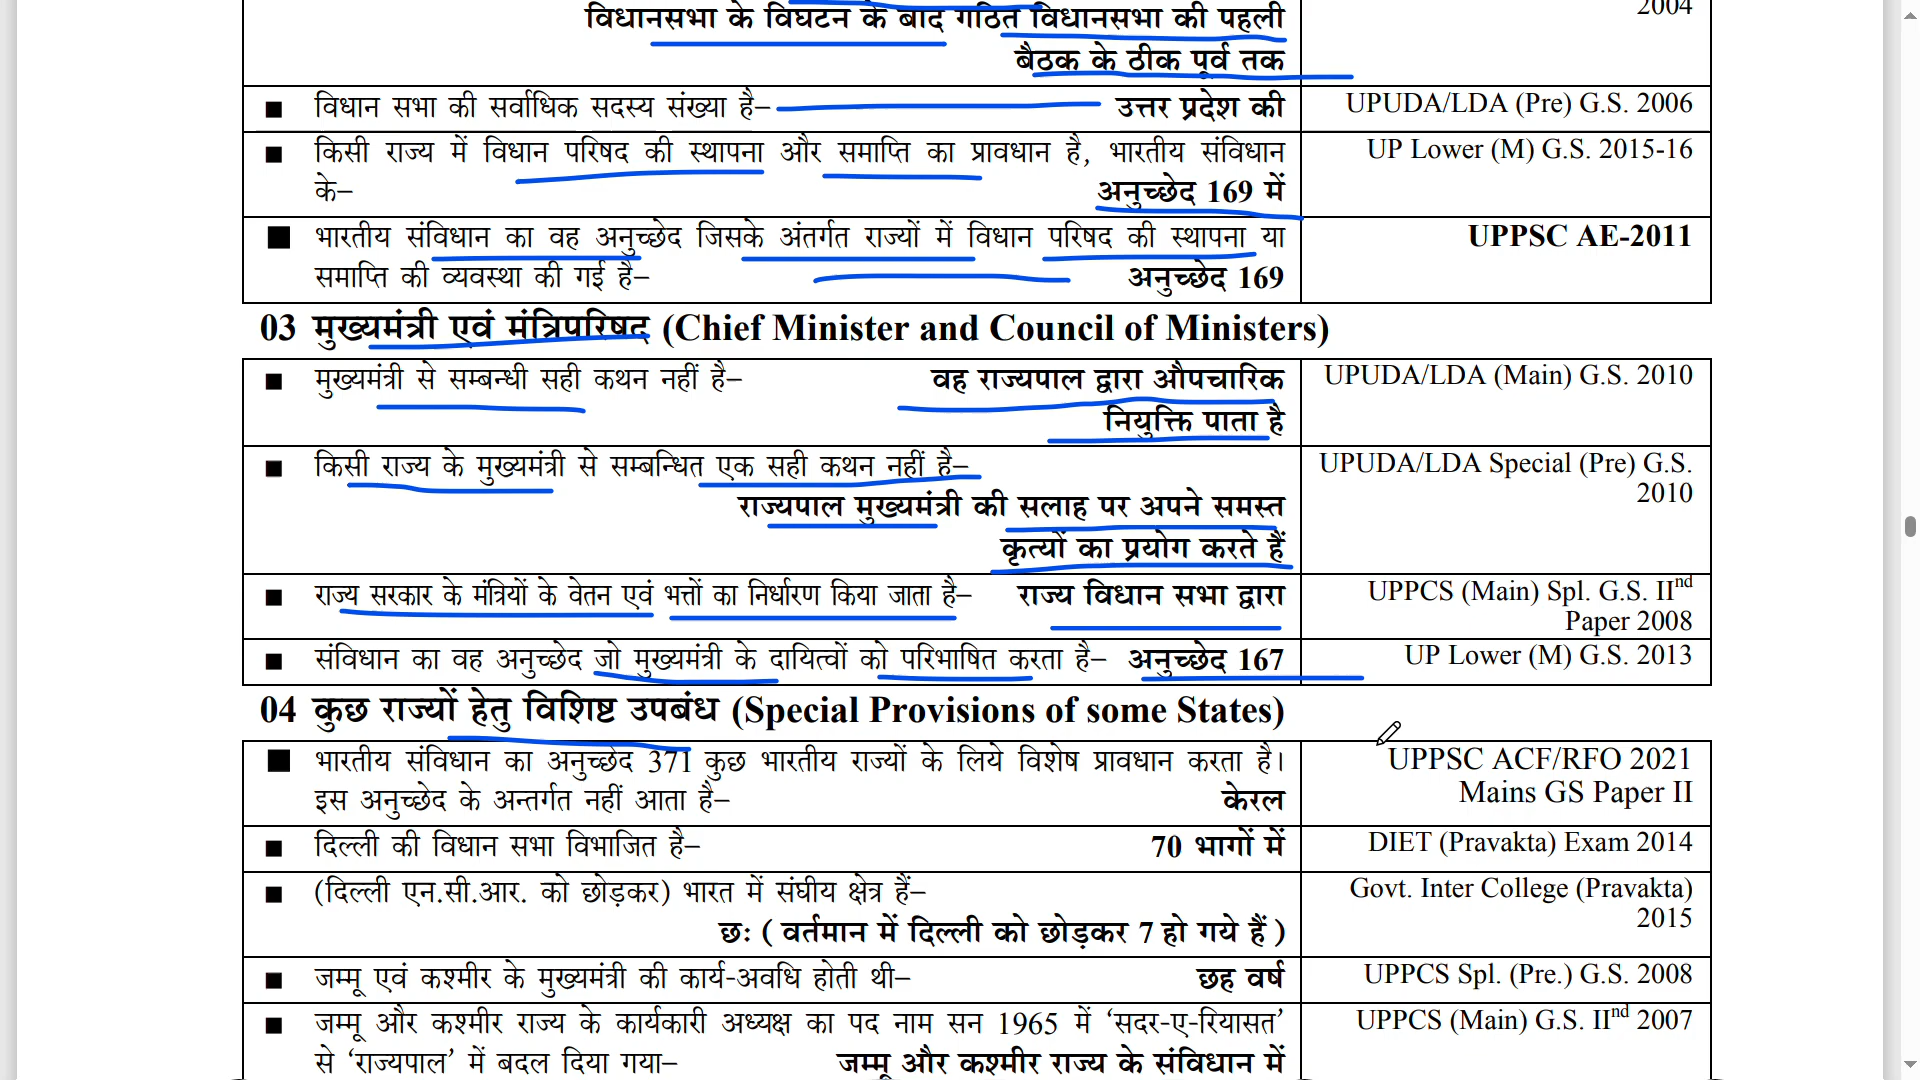 विधानसभा के विघटन के बाद गठित विधानसभा की पहली
2004
बैठक के ठीक पूर्व तक
■ विधान सभा की सर्वाधिक सदस्य संख्या है– उत्तर प्रदेश की
UPUDA/LDA (Pre) G.S. 2006
■ किसी राज्य में विधान परिषद की स्थापना और समाप्ति का प्रावधान है, भारतीय संविधान
UP Lower (M) G.S. 2015-16
के– अनुच्छेद 169 में
■ भारतीय संविधान का वह अनुच्छेद जिसके अंतर्गत राज्यों में विधान परिषद की स्थापना या
UPPSC AE-2011
समाप्ति की व्यवस्था की गई है– अनुच्छेद 169
03 मुख्यमंत्री एवं मंत्रिपरिषद (Chief Minister and Council of Ministers)
■ मुख्यमंत्री से सम्बन्धी सही कथन नहीं है– वह राज्यपाल द्वारा औपचारिक
UPUDA/LDA (Main) G.S. 2010
नियुक्ति पाता है
■ किसी राज्य के मुख्यमंत्री से सम्बन्धित एक सही कथन नहीं है–
UPUDA/LDA Special (Pre) G.S.
2010
राज्यपाल मुख्यमंत्री की सलाह पर अपने समस्त
कृत्यों का प्रयोग करते हैं
■ राज्य सरकार के मंत्रियों के वेतन एवं भत्तों का निर्धारण किया जाता है– राज्य विधान सभा द्वारा
UPPCS (Main) Spl. G.S. IInd
Paper 2008
■ संविधान का वह अनुच्छेद जो मुख्यमंत्री के दायित्वों को परिभाषित करता है– अनुच्छेद 167
UP Lower (M) G.S. 2013
04 कुछ राज्यों हेतु विशिष्ट उपबंध (Special Provisions of some States)
■ भारतीय संविधान का अनुच्छेद 371 कुछ भारतीय राज्यों के लिये विशेष प्रावधान करता है।
UPPSC ACF/RFO 2021
इस अनुच्छेद के अन्तर्गत नहीं आता है– केरल
Mains GS Paper II
■ दिल्ली की विधान सभा विभाजित है– 70 भागों में
DIET (Pravakta) Exam 2014
■ (दिल्ली एन.सी.आर. को छोड़कर) भारत में संघीय क्षेत्र हैं–
Govt. Inter College (Pravakta)
2015
छः ( वर्तमान में दिल्ली को छोड़कर 7 हो गये हैं )
■ जम्मू एवं कश्मीर के मुख्यमंत्री की कार्य-अवधि होती थी– छह वर्ष
UPPCS Spl. (Pre.) G.S. 2008
■ जम्मू और कश्मीर राज्य के कार्यकारी अध्यक्ष का पद नाम सन 1965 में ‘सदर-ए-रियासत’
UPPCS (Main) G.S. IInd 2007
से ‘राज्यपाल’ में बदल दिया गया– जम्मू और कश्मीर राज्य के संविधान में